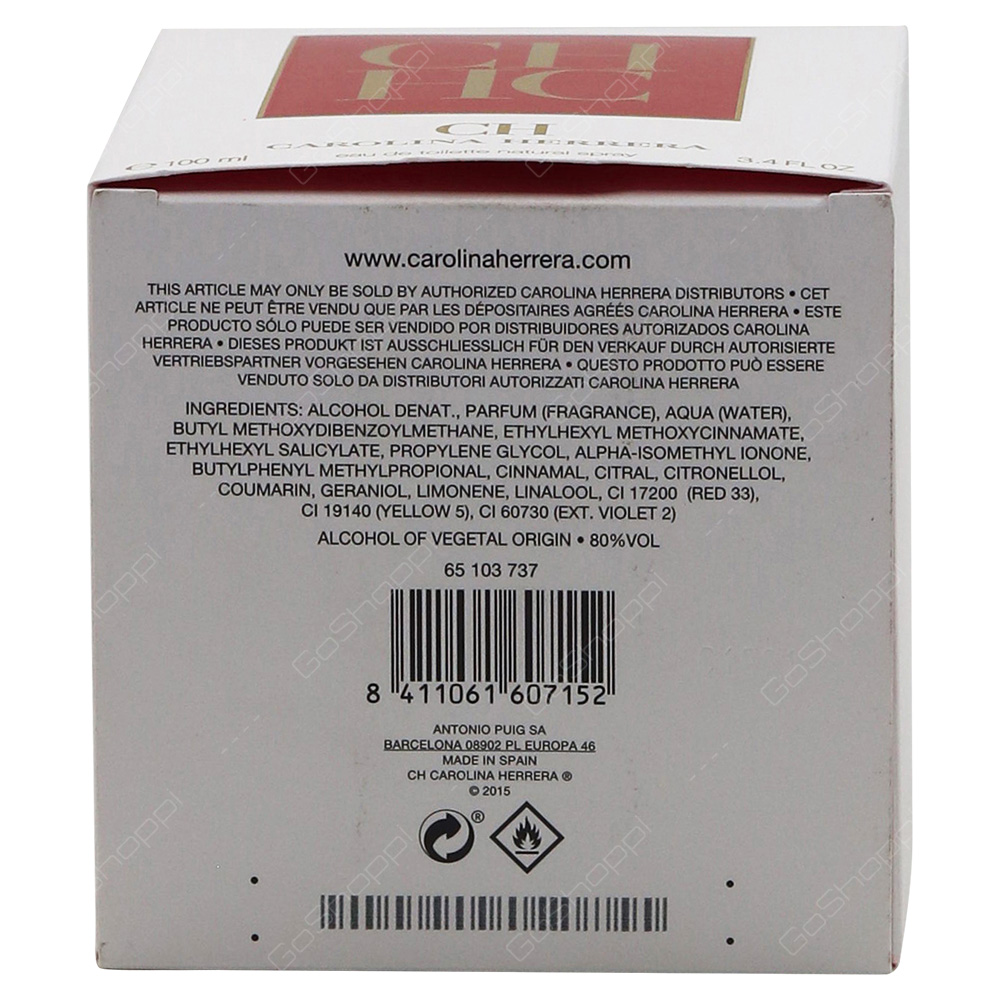 CH
HC
CH
CAROLINA HERRERA
℮ 100 ml eau de toilette natural spray 3.4 FL OZ
www.carolinaherrera.com
THIS ARTICLE MAY ONLY BE SOLD BY AUTHORIZED CAROLINA HERRERA DISTRIBUTORS • CET
ARTICLE NE PEUT ÊTRE VENDU QUE PAR LES DÉPOSITAIRES AGRÉÉS CAROLINA HERRERA • ESTE
PRODUCTO SÓLO PUEDE SER VENDIDO POR DISTRIBUIDORES AUTORIZADOS CAROLINA
HERRERA • DIESES PRODUKT IST AUSSCHLIESSLICH FÜR DEN VERKAUF DURCH AUTORISIERTE
VERTRIEBSPARTNER VORGESEHEN CAROLINA HERRERA • QUESTO PRODOTTO PUÒ ESSERE
VENDUTO SOLO DA DISTRIBUTORI AUTORIZZATI CAROLINA HERRERA
INGREDIENTS: ALCOHOL DENAT., PARFUM (FRAGRANCE), AQUA (WATER),
BUTYL METHOXYDIBENZOYLMETHANE, ETHYLHEXYL METHOXYCINNAMATE,
ETHYLHEXYL SALICYLATE, PROPYLENE GLYCOL, ALPHA-ISOMETHYL IONONE,
BUTYLPHENYL METHYLPROPIONAL, CINNAMAL, CITRAL, CITRONELLOL,
COUMARIN, GERANIOL, LIMONENE, LINALOOL, CI 17200 (RED 33),
CI 19140 (YELLOW 5), CI 60730 (EXT. VIOLET 2)
ALCOHOL OF VEGETAL ORIGIN • 80%VOL
65 103 737
8 411061 607152
ANTONIO PUIG SA
BARCELONA 08902 PL EUROPA 46
MADE IN SPAIN
CH CAROLINA HERRERA ®
© 2015
®
GoShoppi